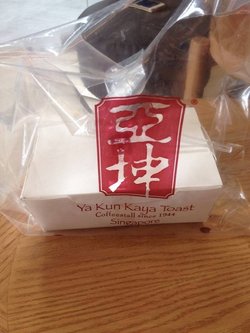 亞
坤
Ya Kun Kaya Toast
Coffeestall since 1944
Singapore